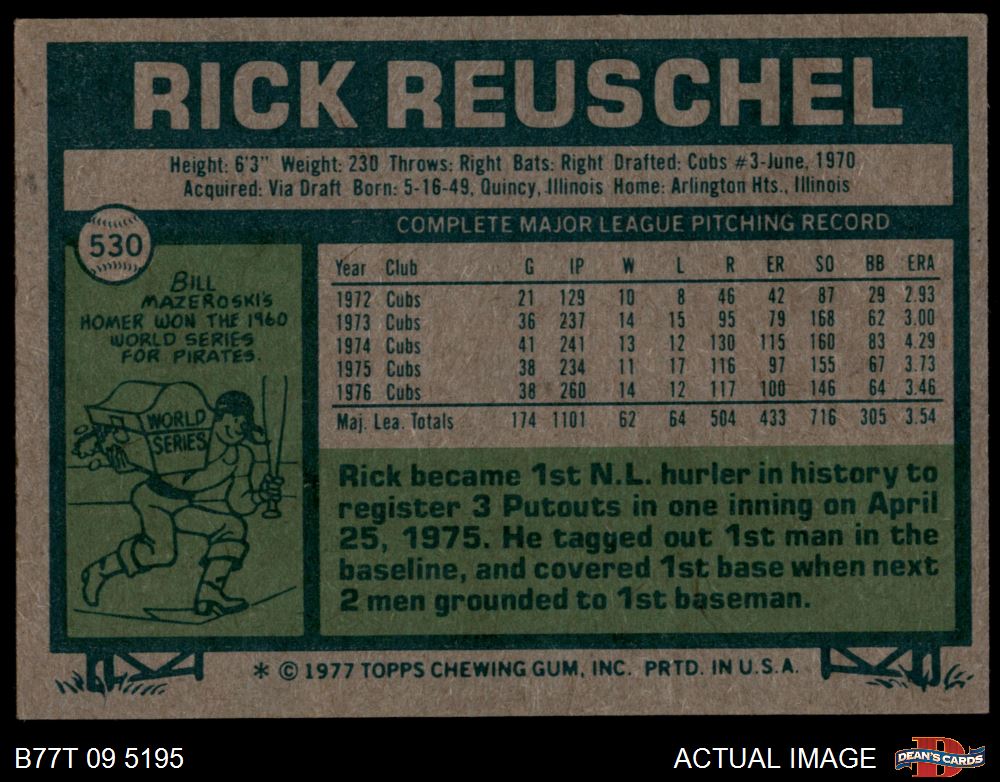 RICK REUSCHEL
Height: 6'3" Weight: 230 Throws: Right Bats: Right Drafted: Cubs #3-June, 1970
Acquired: Via Draft Born: 5-16-49, Quincy, Illinois Home: Arlington Hts., Illinois
530
BILL
MAZEROSKI'S
HOMER WON THE 1960
WORLD SERIES
FOR PIRATES.
WORLD
SERIES
COMPLETE MAJOR LEAGUE PITCHING RECORD
Year Club G IP W L R ER SO BB ERA
1972 Cubs 21 129 10 8 46 42 87 29 2.93
1973 Cubs 36 237 14 15 95 79 168 62 3.00
1974 Cubs 41 241 13 12 130 115 160 83 4.29
1975 Cubs 38 234 11 17 116 97 155 67 3.73
1976 Cubs 38 260 14 12 117 100 146 64 3.46
Maj. Lea. Totals 174 1101 62 64 504 433 716 305 3.54
Rick became 1st N.L. hurler in history to
register 3 Putouts in one inning on April
25, 1975. He tagged out 1st man in the
baseline, and covered 1st base when next
2 men grounded to 1st baseman.
* © 1977 TOPPS CHEWING GUM, INC. PRTD. IN U.S.A.
B77T 09 5195
ACTUAL IMAGE
D
DEAN'S CARDS